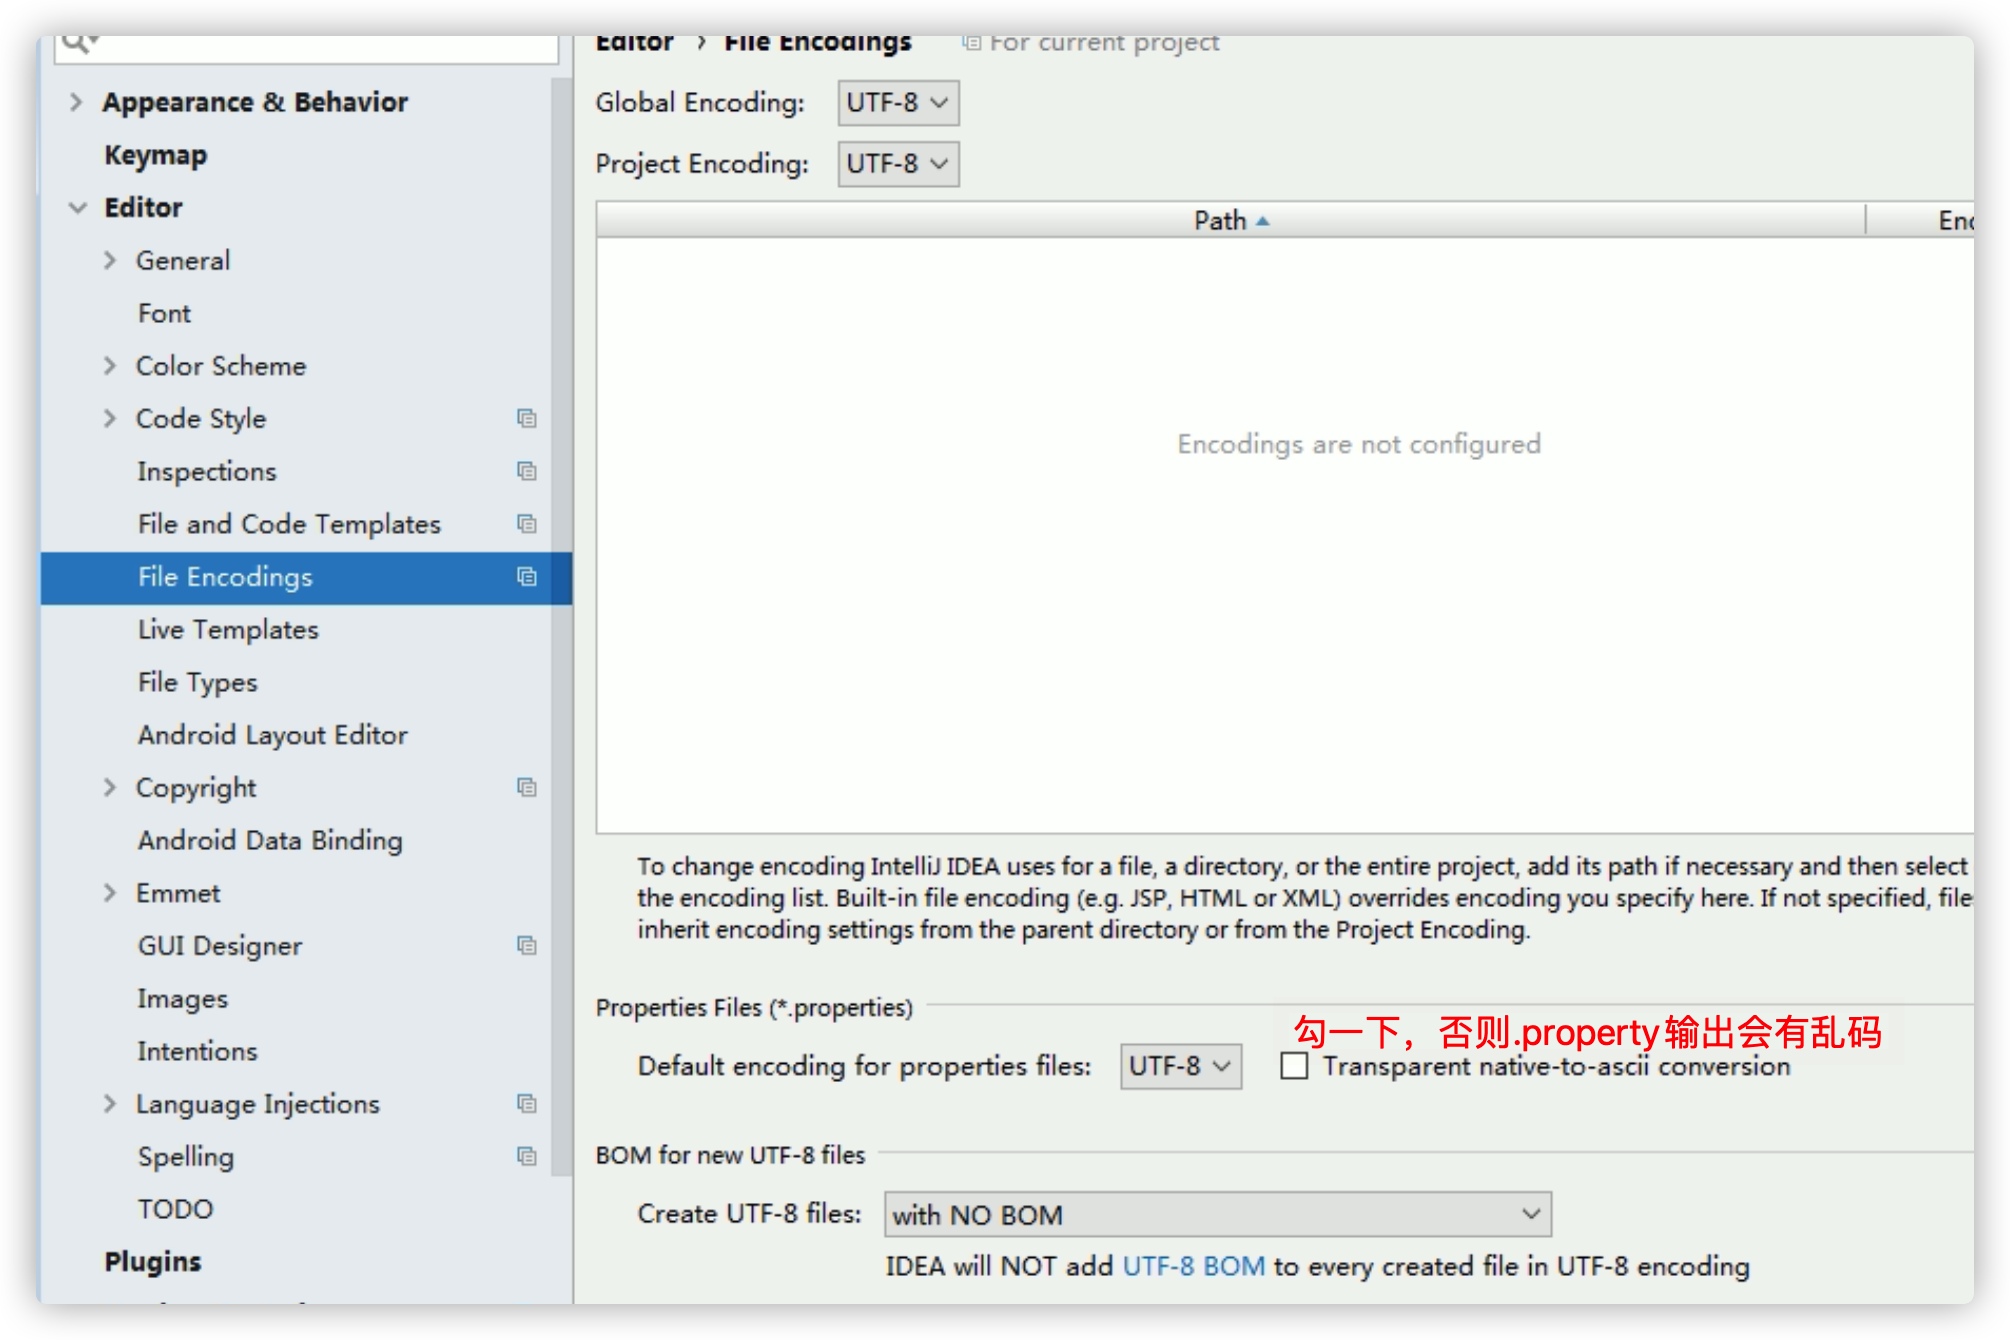 Appearance & Behavior
Keymap
Editor
General
Font
Color Scheme
Code Style
Inspections
File and Code Templates
File Encodings
Live Templates
File Types
Android Layout Editor
Copyright
Android Data Binding
Emmet
GUI Designer
Images
Intentions
Language Injections
Spelling
TODO
Plugins
Editor › File Encodings For current project
Global Encoding: UTF-8
Project Encoding: UTF-8
Path Enc
Encodings are not configured
To change encoding IntelliJ IDEA uses for a file, a directory, or the entire project, add its path if necessary and then select
the encoding list. Built-in file encoding (e.g. JSP, HTML or XML) overrides encoding you specify here. If not specified, files
inherit encoding settings from the parent directory or from the Project Encoding.
Properties Files (*.properties)
勾一下，否则.property输出会有乱码
Default encoding for properties files: UTF-8 Transparent native-to-ascii conversion
BOM for new UTF-8 files
Create UTF-8 files: with NO BOM
IDEA will NOT add UTF-8 BOM to every created file in UTF-8 encoding